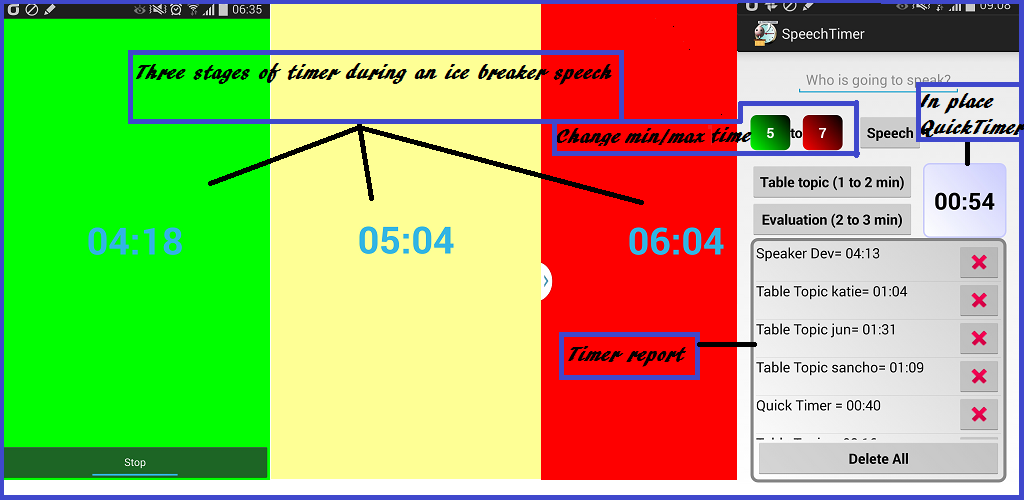 06:35
09:08
SpeechTimer
Three stages of timer during an ice breaker speech
Who is going to speak?
In place
QuickTimer
Change min/max time
5 to 7
Speech
Table topic (1 to 2 min)
Evaluation (2 to 3 min)
00:54
04:18
05:04
06:04
Speaker Dev= 04:13
Table Topic katie= 01:04
Table Topic jun= 01:31
Table Topic sancho= 01:09
Quick Timer = 00:40
Timer report
Delete All
Stop